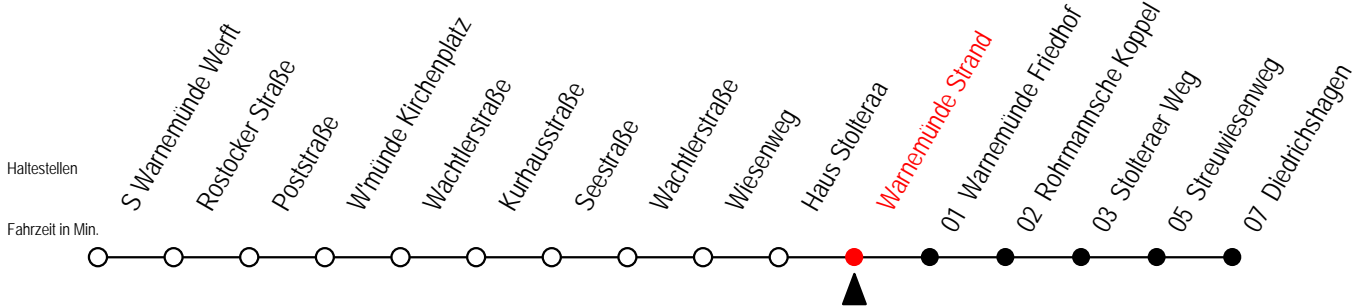 S Warnemünde Werft
Rostocker Straße
Poststraße
W'münde Kirchenplatz
Wachtlerstraße
Kurhausstraße
Seestraße
Wachtlerstraße
Wiesenweg
Haus Stolteraa
Warnemünde Strand
01 Warnemünde Friedhof
02 Rohrmannsche Koppel
03 Stolteraer Weg
05 Streuwiesenweg
07 Diedrichshagen
Haltestellen
Fahrzeit in Min.